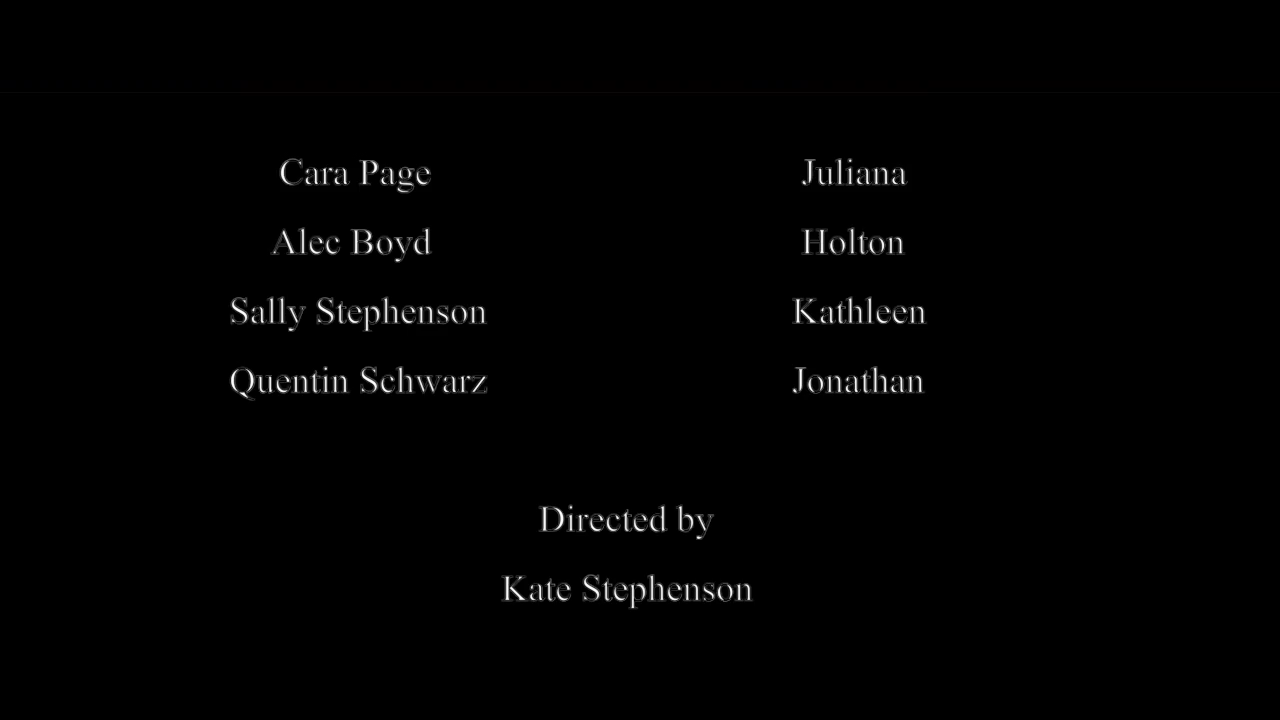 Cara Page Juliana
Alec Boyd Holton
Sally Stephenson Kathleen
Quentin Schwarz Jonathan
Directed by
Kate Stephenson